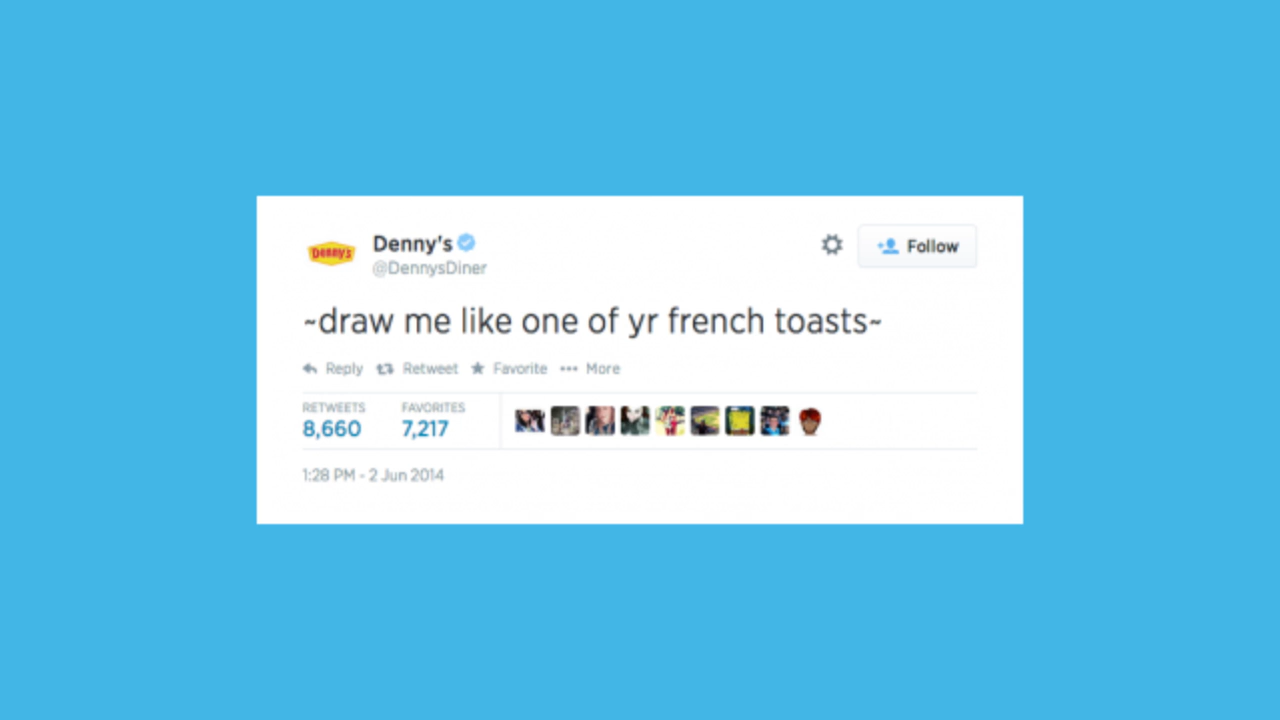 Denny's
Denny's
@DennysDiner
Follow
~draw me like one of yr french toasts~
Reply Retweet Favorite ••• More
RETWEETS FAVORITES
8,660 7,217
1:28 PM - 2 Jun 2014